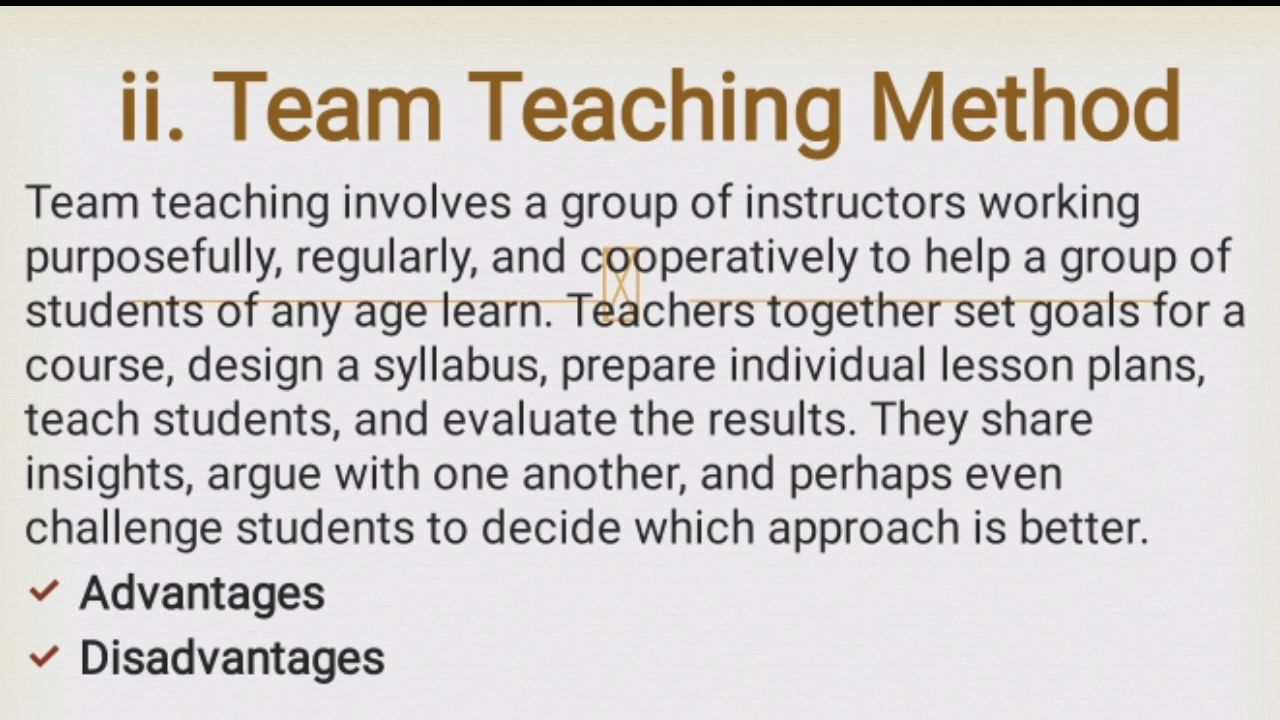 ii. Team Teaching Method
Team teaching involves a group of instructors working
purposefully, regularly, and cooperatively to help a group of
students of any age learn. Teachers together set goals for a
course, design a syllabus, prepare individual lesson plans,
teach students, and evaluate the results. They share
insights, argue with one another, and perhaps even
challenge students to decide which approach is better.
Advantages
Disadvantages